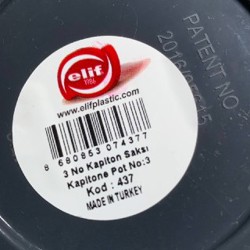 elif
1986
www.elifplastic.com
8 680853 074377
3 No Kapiton Saksı
Kapitone Pot No:3
Kod : 437
MADE IN TURKEY
PATENT NO